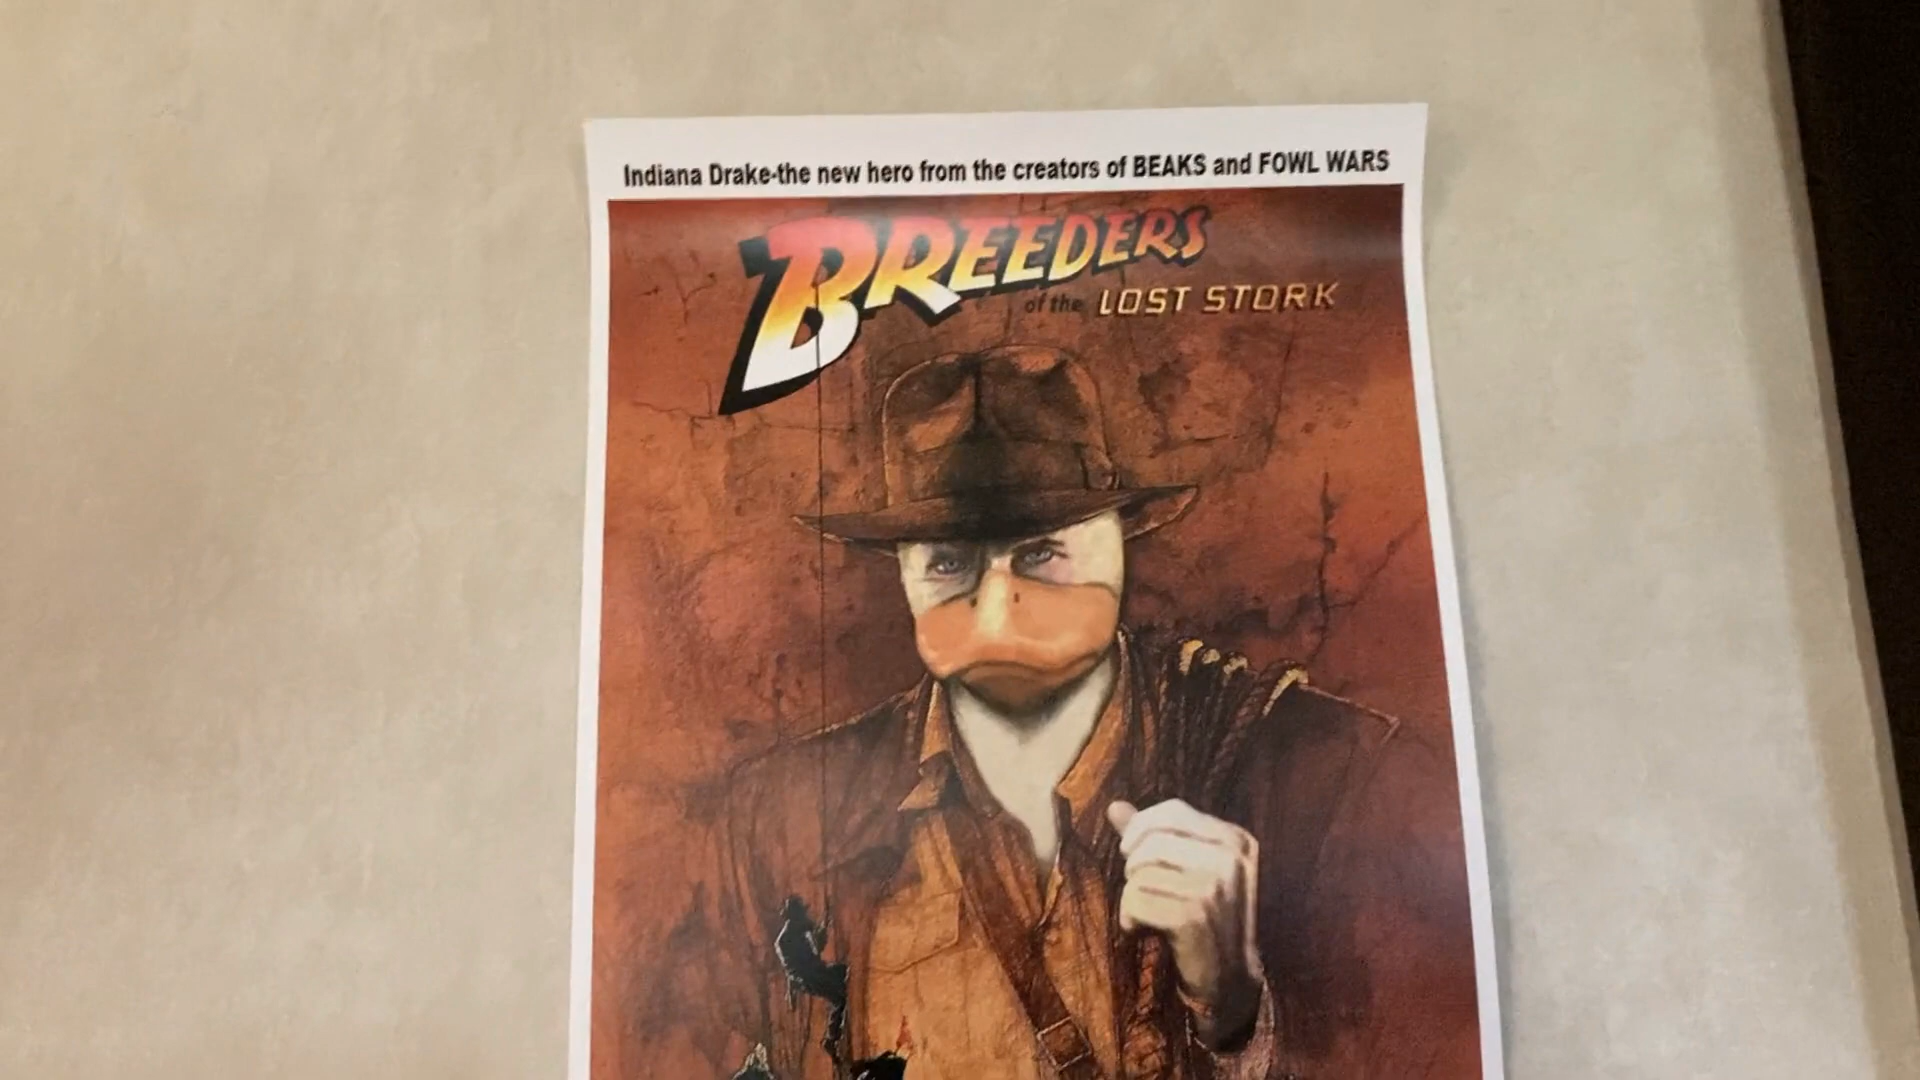 Indiana Drake-the new hero from the creators of BEAKS and FOWL WARS
BREEDERS
of the LOST STORK